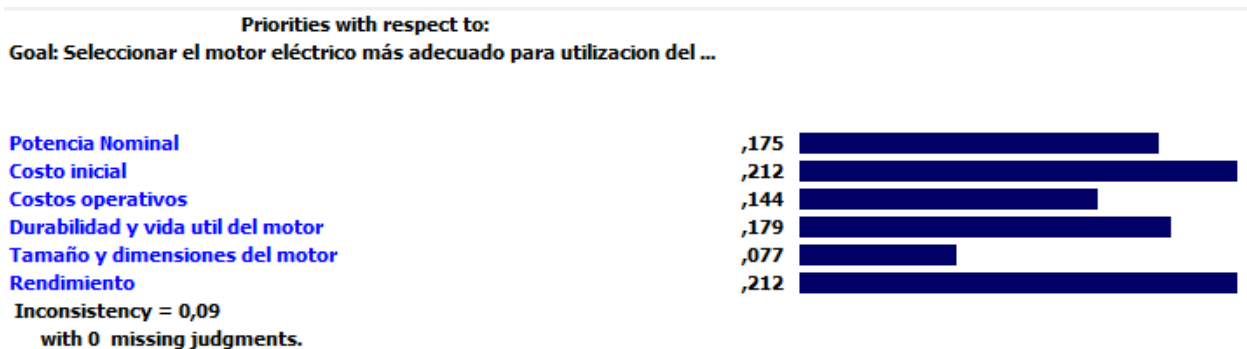 Priorities with respect to:
Goal: Seleccionar el motor eléctrico más adecuado para utilizacion del ...
Potencia Nominal ,175
Costo inicial ,212
Costos operativos ,144
Durabilidad y vida util del motor ,179
Tamaño y dimensiones del motor ,077
Rendimiento ,212
Inconsistency = 0,09
with 0 missing judgments.